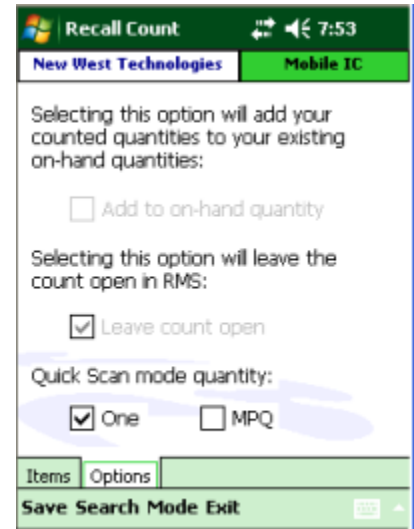 Recall Count 7:53
New West Technologies Mobile IC
Selecting this option will add your
counted quantities to your existing
on-hand quantities:
Add to on-hand quantity
Selecting this option will leave the
count open in RMS:
Leave count open
Quick Scan mode quantity:
One MPQ
Items Options
Save Search Mode Exit